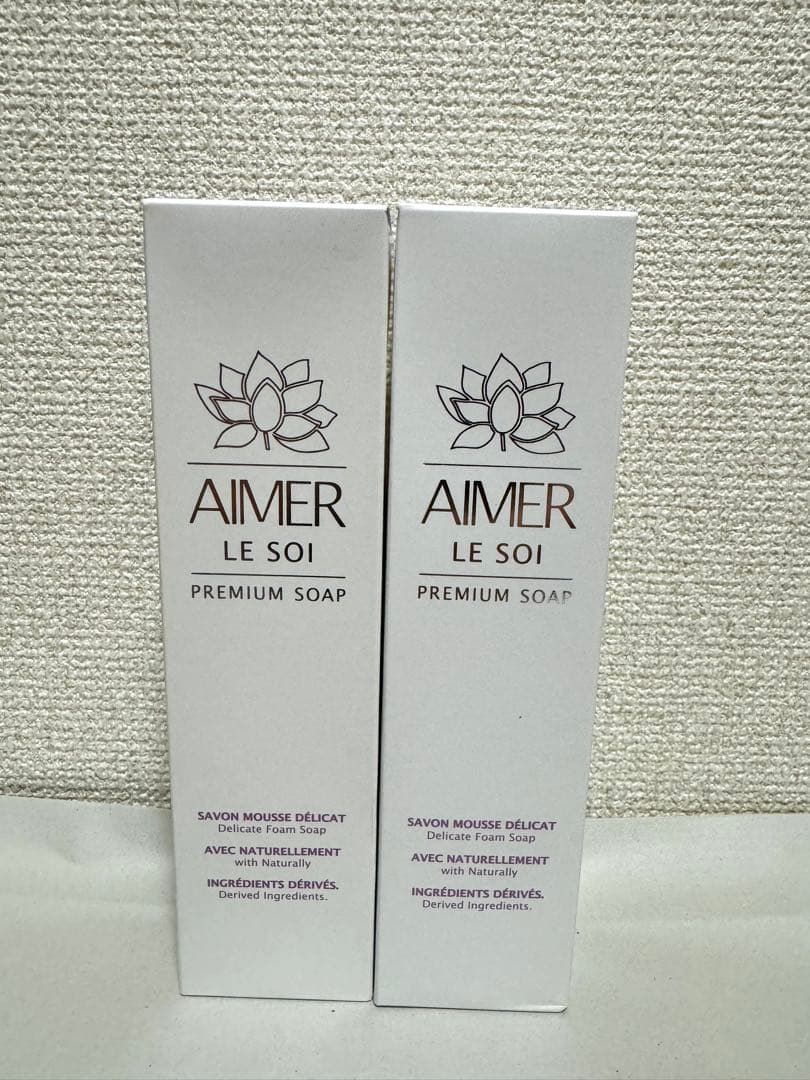 AIMER
LE SOI
PREMIUM SOAP
SAVON MOUSSE DÉLICAT
Delicate Foam Soap
AVEC NATURELLEMENT
with Naturally
INGRÉDIENTS DÉRIVÉS.
Derived Ingredients.
AIMER
LE SOI
PREMIUM SOAP
SAVON MOUSSE DÉLICAT
Delicate Foam Soap
AVEC NATURELLEMENT
with Naturally
INGRÉDIENTS DÉRIVÉS.
Derived Ingredients.